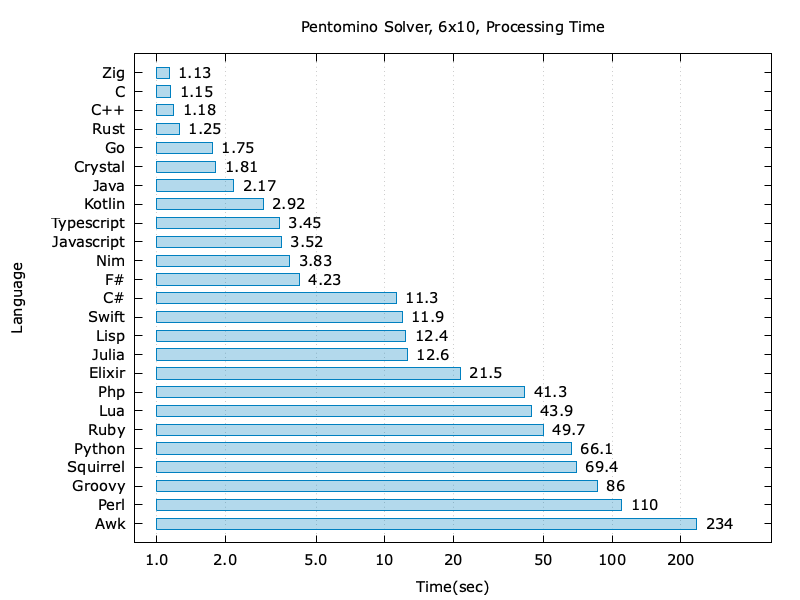 Pentomino Solver, 6x10, Processing Time
Language
Zig 1.13
C 1.15
C++ 1.18
Rust 1.25
Go 1.75
Crystal 1.81
Java 2.17
Kotlin 2.92
Typescript 3.45
Javascript 3.52
Nim 3.83
F# 4.23
C# 11.3
Swift 11.9
Lisp 12.4
Julia 12.6
Elixir 21.5
Php 41.3
Lua 43.9
Ruby 49.7
Python 66.1
Squirrel 69.4
Groovy 86
Perl 110
Awk 234
1.0 2.0 5.0 10 20 50 100 200
Time(sec)